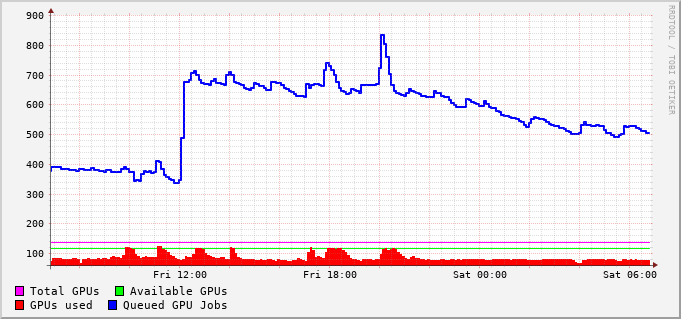 900
800
700
600
500
400
300
200
100
Fri 12:00 Fri 18:00 Sat 00:00 Sat 06:00
Total GPUs Available GPUs
GPUs used Queued GPU Jobs
RRDTOOL / TOBI OETIKER